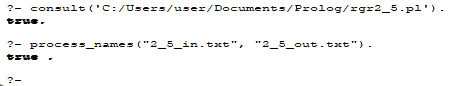 ?- consult('C:/Users/user/Documents/Prolog/rgr2_5.pl').
true.
?- process_names("2_5_in.txt", "2_5_out.txt").
true .
?-